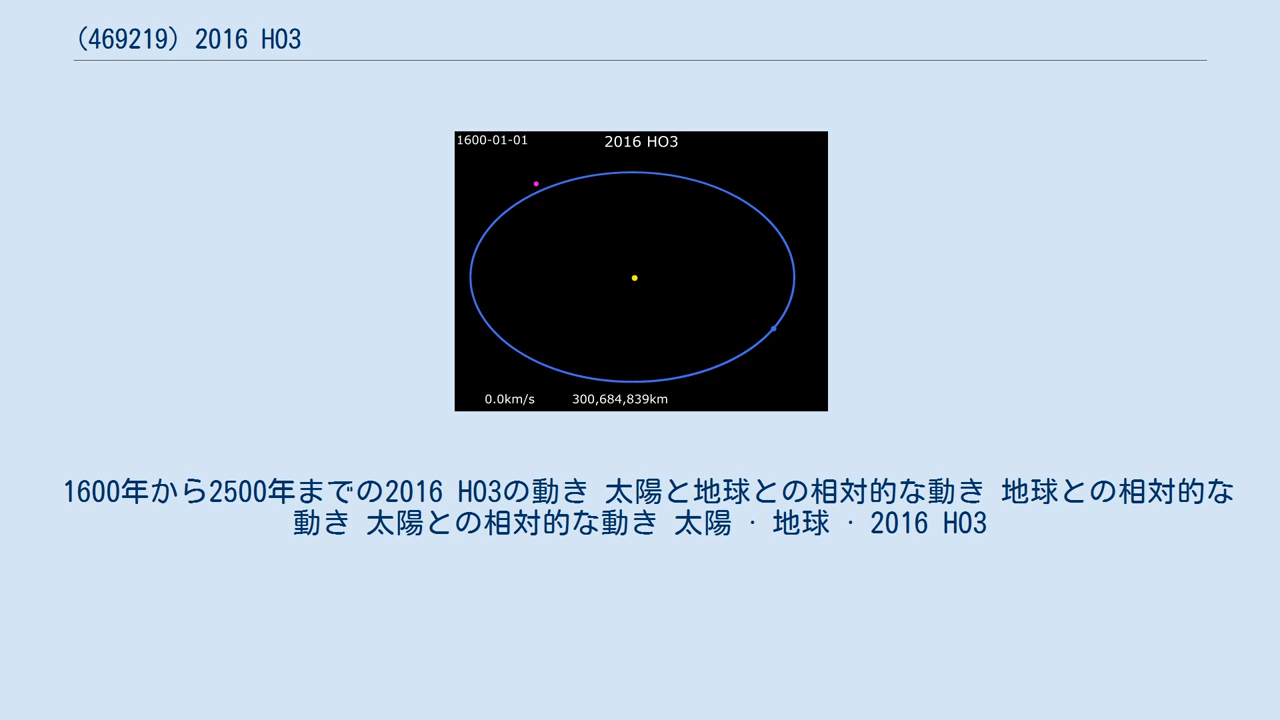 （469219）2016 HO3
1600-01-01
2016 HO3
0.0km/s
300,684,839km
1600年から2500年までの2016 HO3の動き 太陽と地球との相対的な動き 地球との相対的な
動き 太陽との相対的な動き 太陽 · 地球 · 2016 HO3